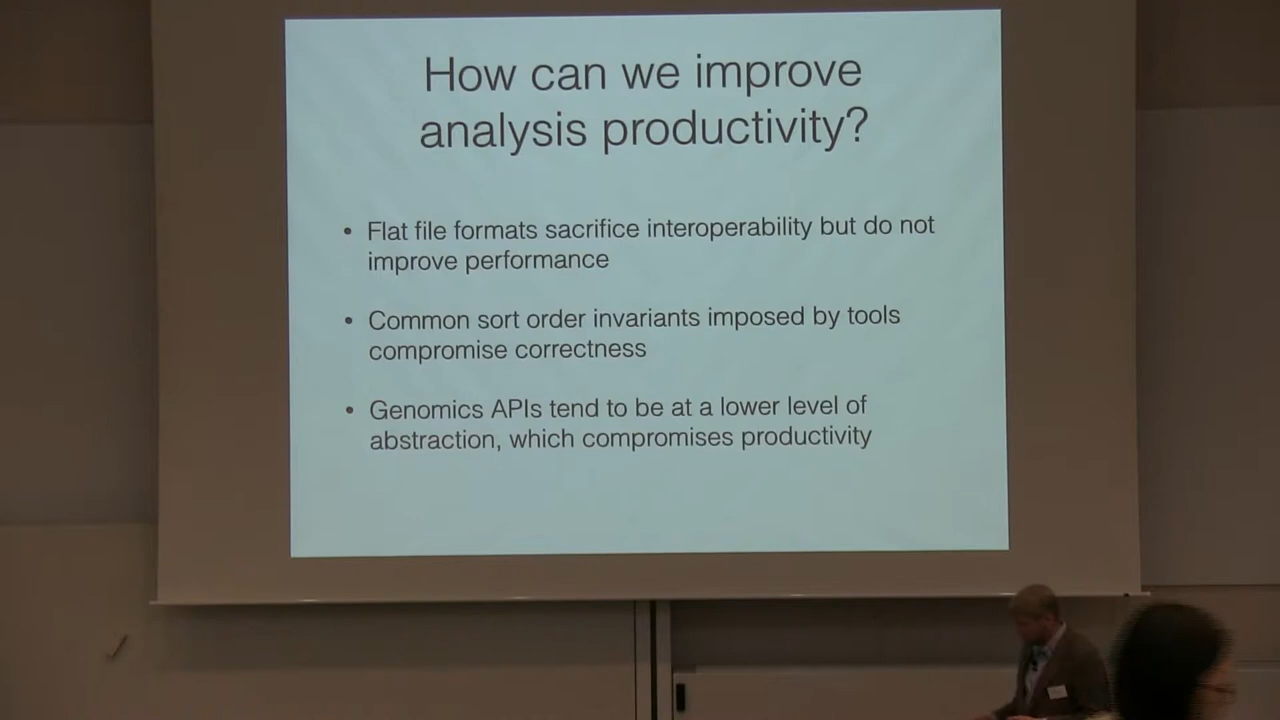 How can we improve
analysis productivity?
• Flat file formats sacrifice interoperability but do not
improve performance
• Common sort order invariants imposed by tools
compromise correctness
• Genomics APIs tend to be at a lower level of
abstraction, which compromises productivity